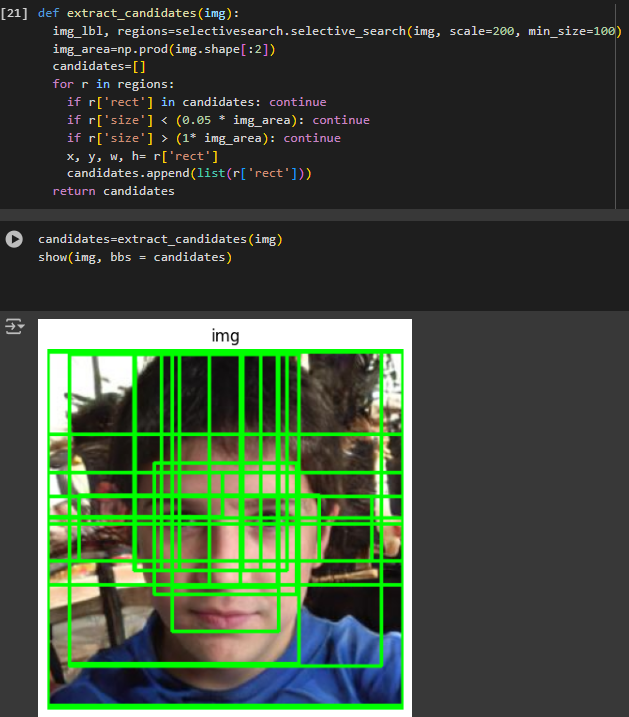 [21] def extract_candidates(img):
img_lbl, regions=selectivesearch.selective_search(img, scale=200, min_size=100)
img_area=np.prod(img.shape[:2])
candidates=[]
for r in regions:
if r['rect'] in candidates: continue
if r['size'] < (0.05 * img_area): continue
if r['size'] > (1* img_area): continue
x, y, w, h= r['rect']
candidates.append(list(r['rect']))
return candidates
candidates=extract_candidates(img)
show(img, bbs = candidates)
img